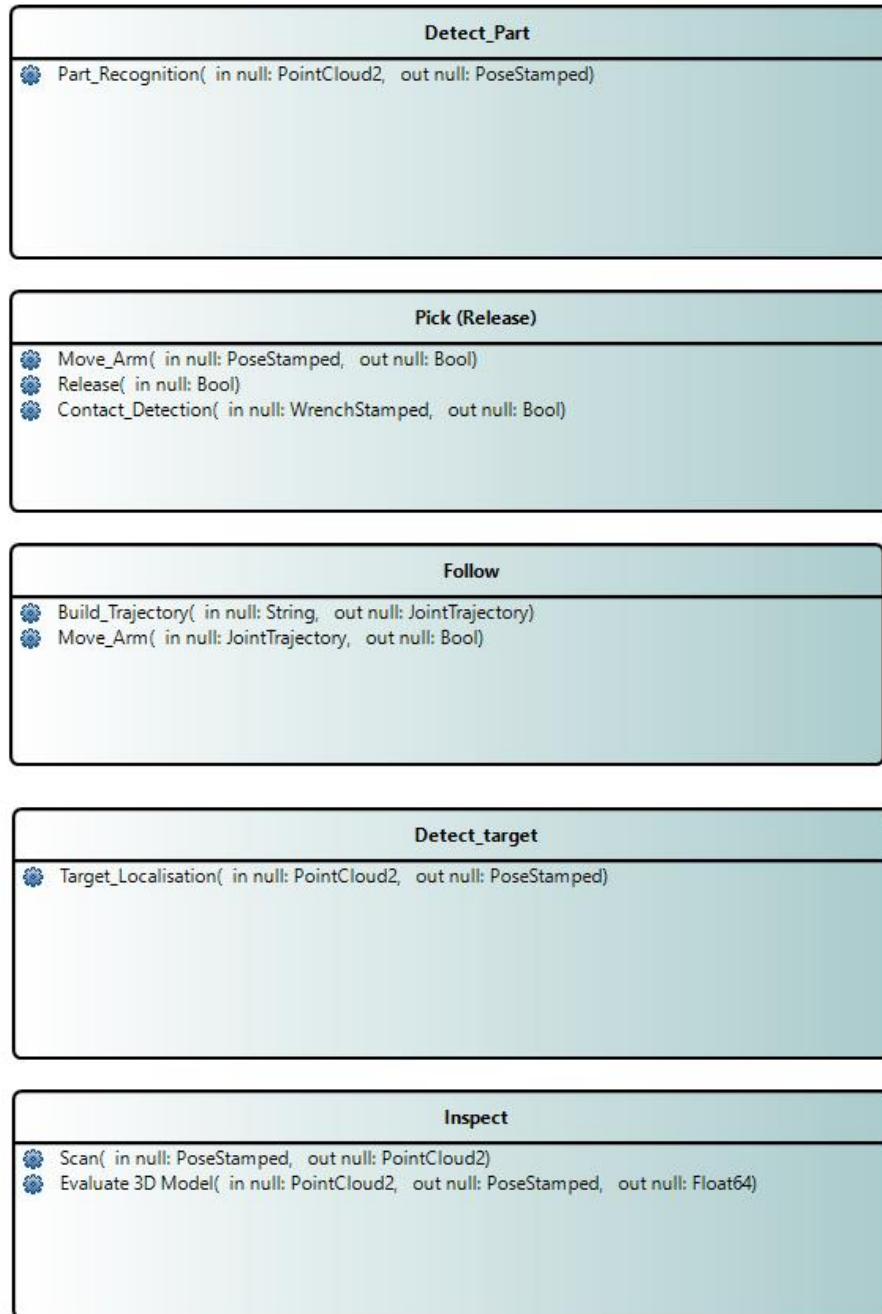 Detect_Part
Part_Recognition( in null: PointCloud2, out null: PoseStamped)
Pick (Release)
Move_Arm( in null: PoseStamped, out null: Bool)
Release( in null: Bool)
Contact_Detection( in null: WrenchStamped, out null: Bool)
Follow
Build_Trajectory( in null: String, out null: JointTrajectory)
Move_Arm( in null: JointTrajectory, out null: Bool)
Detect_target
Target_Localisation( in null: PointCloud2, out null: PoseStamped)
Inspect
Scan( in null: PoseStamped, out null: PointCloud2)
Evaluate 3D Model( in null: PointCloud2, out null: PoseStamped, out null: Float64)